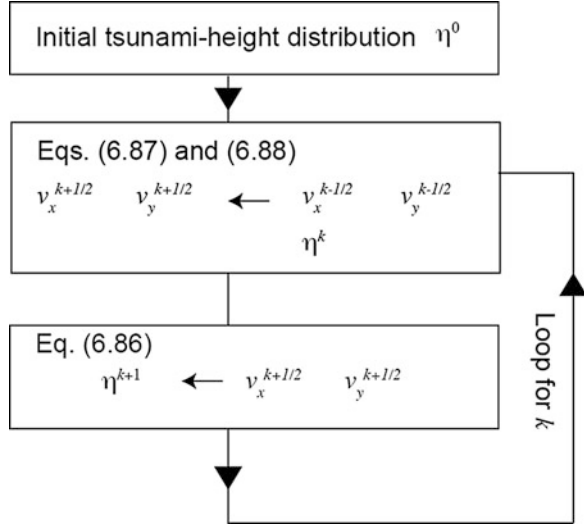 Initial tsunami-height distribution η⁰
Eqs. (6.87) and (6.88)
vₓ^{k+1/2} v_y^{k+1/2} ← vₓ^{k-1/2} v_y^{k-1/2}
η^k
Eq. (6.86)
η^{k+1} ← vₓ^{k+1/2} v_y^{k+1/2}
Loop for k